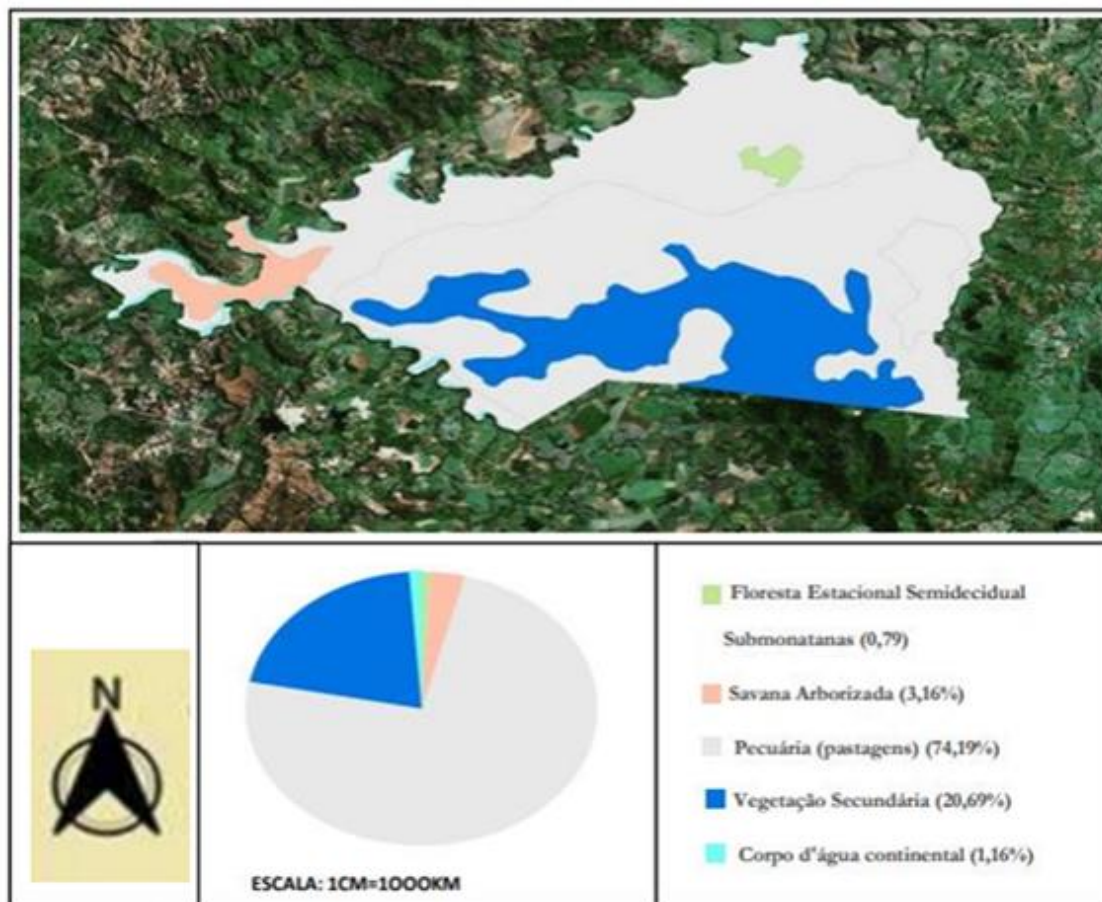 N
ESCALA: 1CM=1OOOKM
Floresta Estacional Semidecidual
Submonatanas (0,79)
Savana Arborizada (3,16%)
Pecuária (pastagens) (74,19%)
Vegetação Secundária (20,69%)
Corpo d'água continental (1,16%)